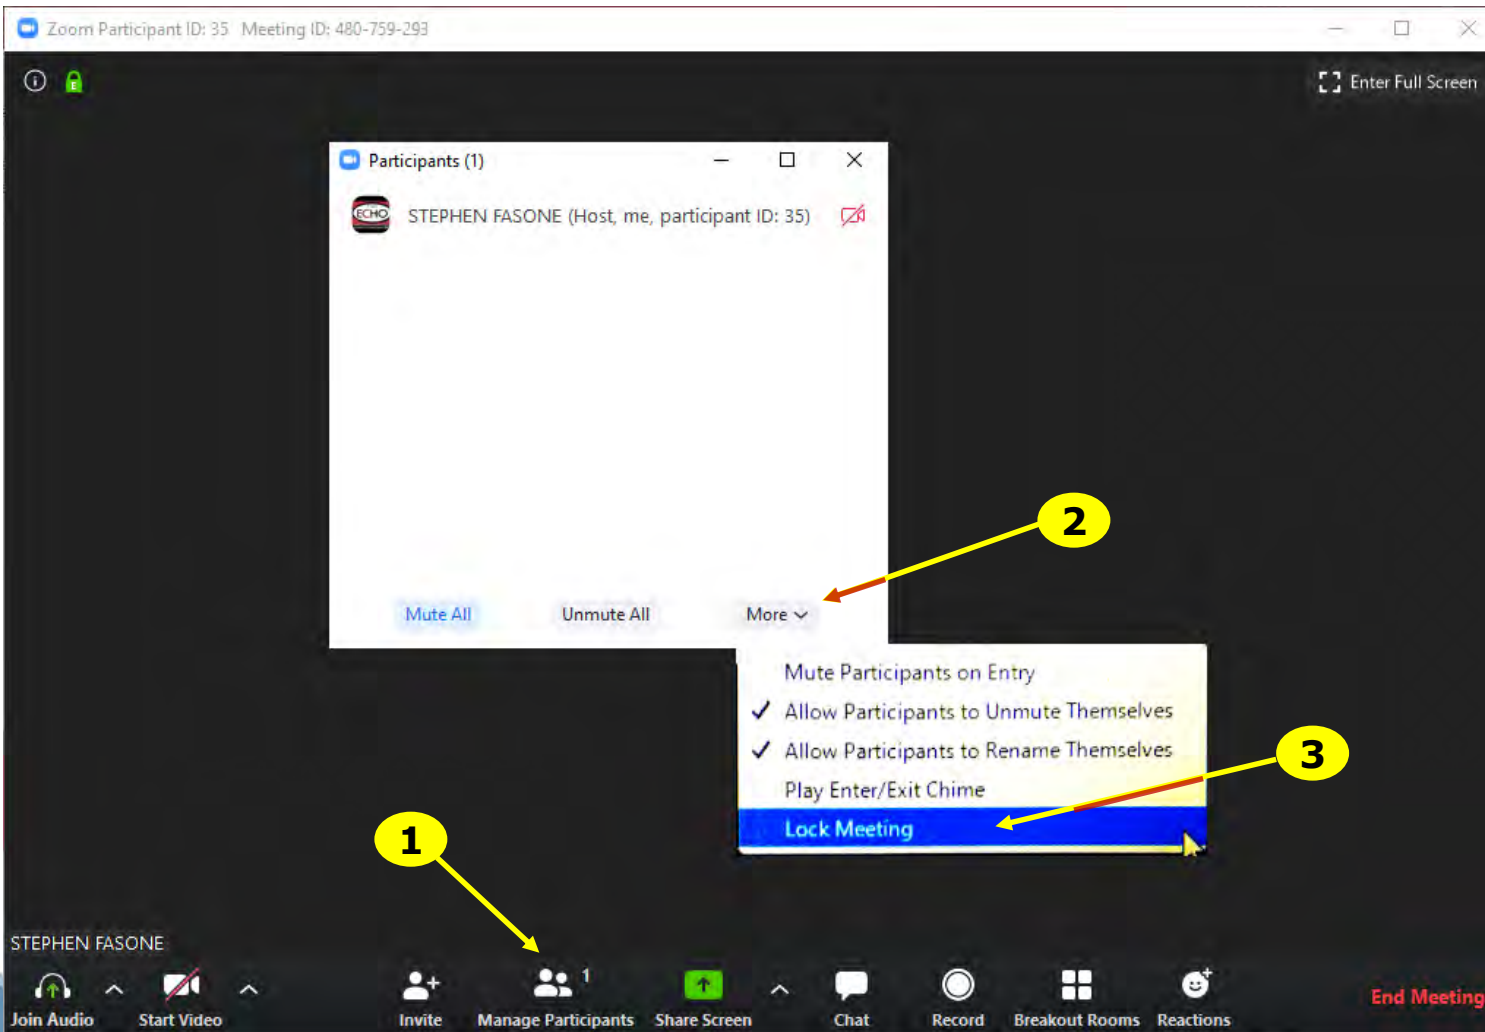 Zoom Participant ID: 35 Meeting ID: 480-759-293
E
Enter Full Screen
Participants (1)
ECHO
STEPHEN FASONE (Host, me, participant ID: 35)
2
Mute All Unmute All More
Mute Participants on Entry
Allow Participants to Unmute Themselves
Allow Participants to Rename Themselves
3
Play Enter/Exit Chime
Lock Meeting
1
STEPHEN FASONE
1
Join Audio Start Video Invite Manage Participants Share Screen Chat Record Breakout Rooms Reactions End Meeting